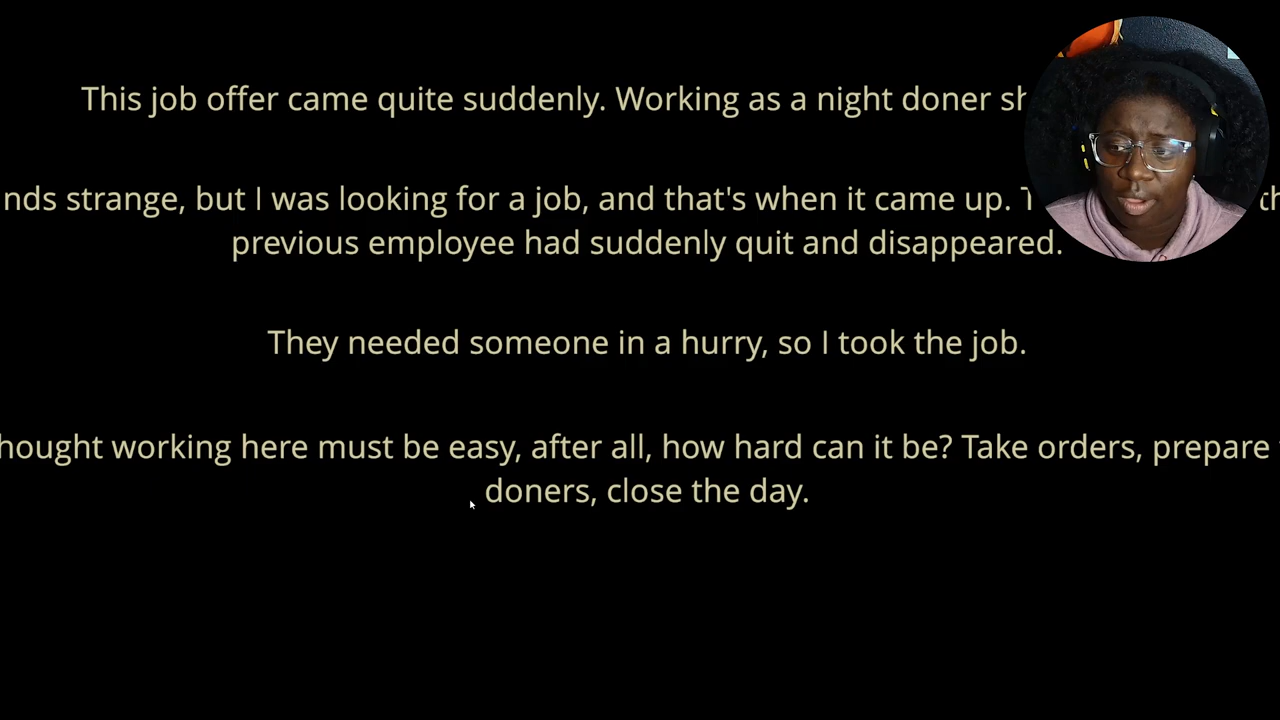 This job offer came quite suddenly. Working as a night doner
strange, but I was looking for a job, and that's when it came up.
previous employee had suddenly quit and disappeared.
They needed someone in a hurry, so I took the job.
working here must be easy, after all, how hard can it be? Take orders, prepare
doners, close the day.